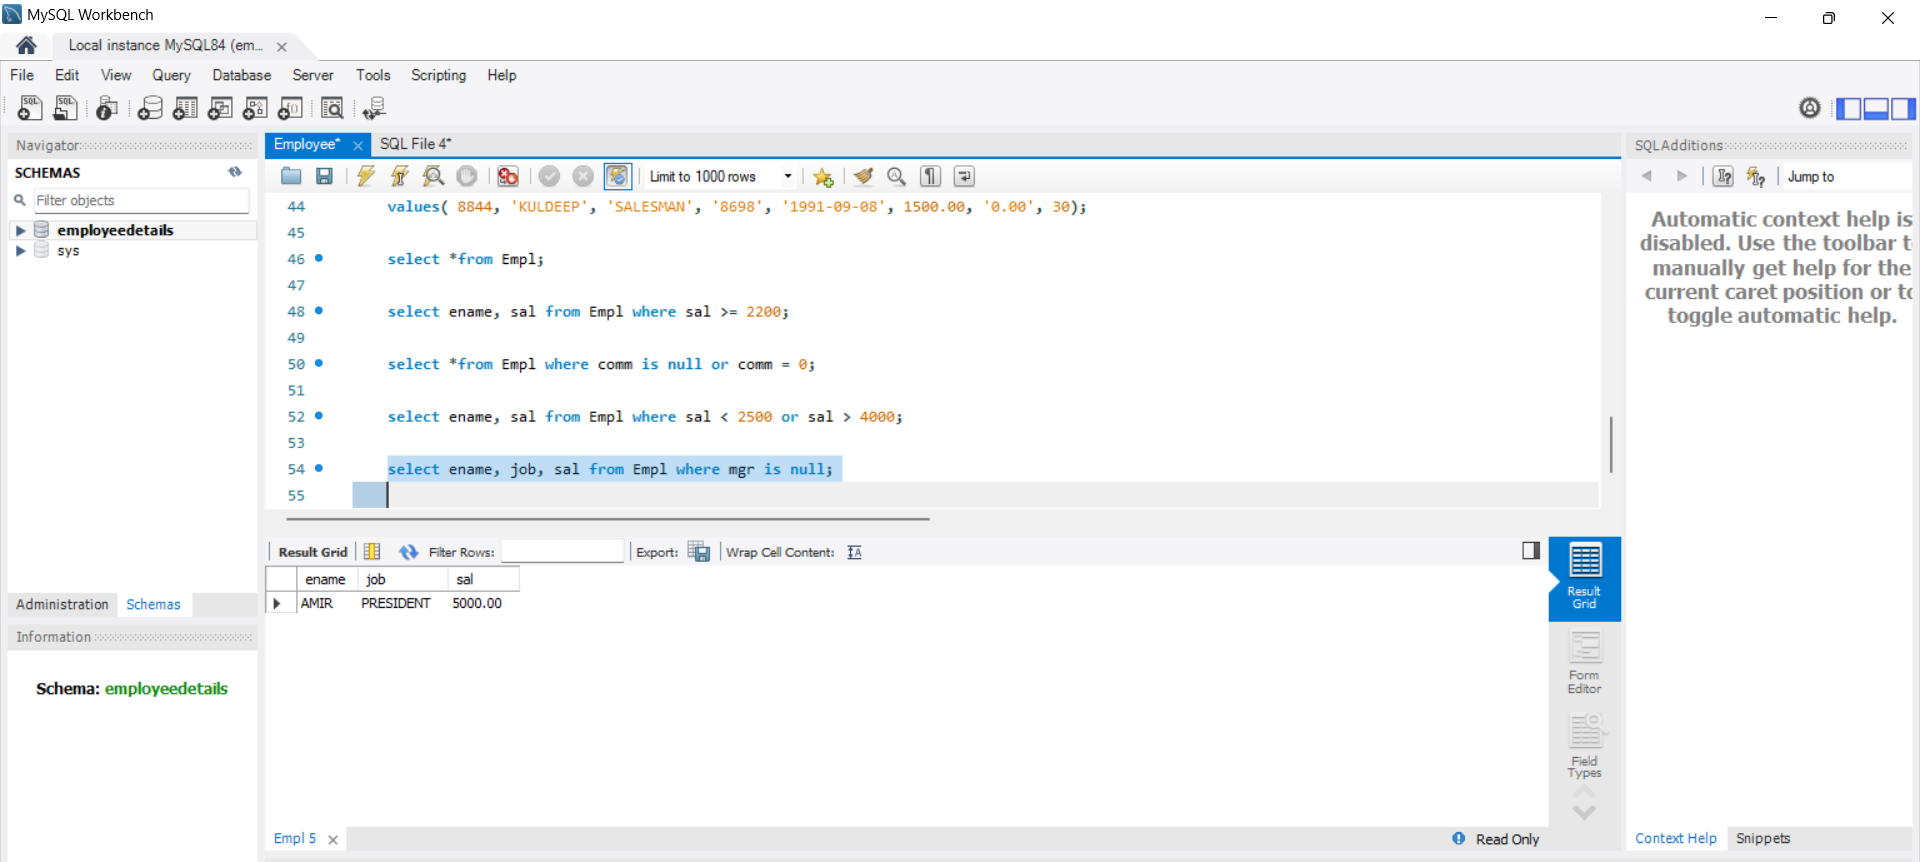 MySQL Workbench
Local instance MySQL84 (em...
File Edit View Query Database Server Tools Scripting Help
Navigator
SCHEMAS
Filter objects
employeedetails
sys
Administration Schemas
Information
Schema: employeedetails
Employee* SQL File 4*
Limit to 1000 rows
44 values( 8844, 'KULDEEP', 'SALESMAN', '8698', '1991-09-08', 1500.00, '0.00', 30);
45
46 select *from Empl;
47
48 select ename, sal from Empl where sal >= 2200;
49
50 select *from Empl where comm is null or comm = 0;
51
52 select ename, sal from Empl where sal < 2500 or sal > 4000;
53
54 select ename, job, sal from Empl where mgr is null;
55
Result Grid Filter Rows: Export: Wrap Cell Content:
ename job sal
AMIR PRESIDENT 5000.00
Result
Grid
Form
Editor
Field
Types
Empl 5 Read Only
SQLAdditions
Jump to
Automatic context help is
disabled. Use the toolbar t
manually get help for the
current caret position or to
toggle automatic help.
Context Help Snippets